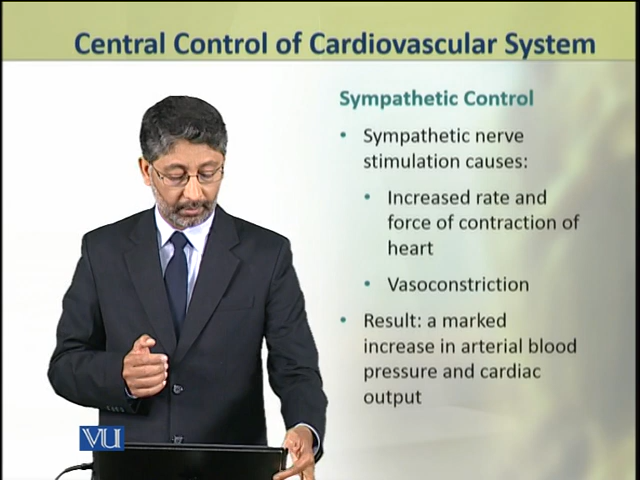 Central Control of Cardiovascular System
Sympathetic Control
• Sympathetic nerve
stimulation causes:
• Increased rate and
force of contraction of
heart
• Vasoconstriction
• Result: a marked
increase in arterial blood
pressure and cardiac
output
VU